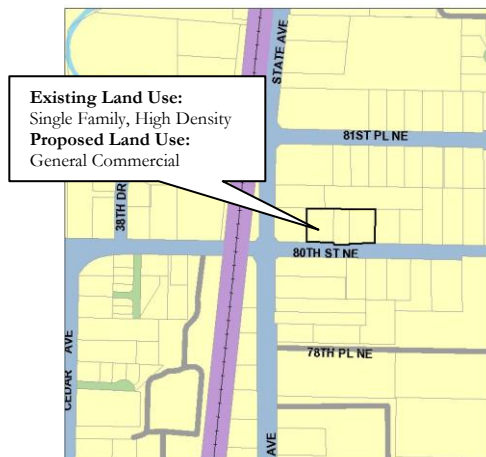 STATE AVE
Existing Land Use:
Single Family, High Density
Proposed Land Use:
General Commercial
81ST PL NE
38TH DR
80TH ST NE
78TH PL NE
CEDAR AVE
AVE